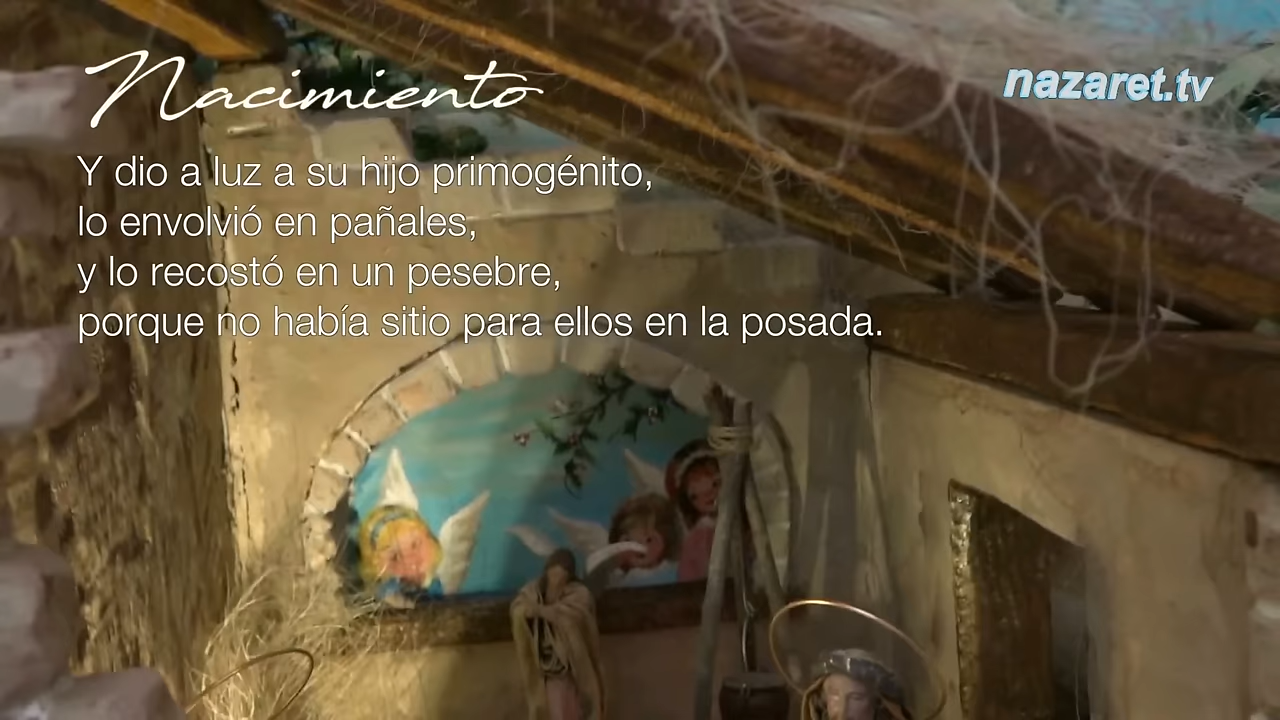 Nacimiento
nazaret.tv
Y dio a luz a su hijo primogénito,
lo envolvió en pañales,
y lo recostó en un pesebre,
porque no había sitio para ellos en la posada.